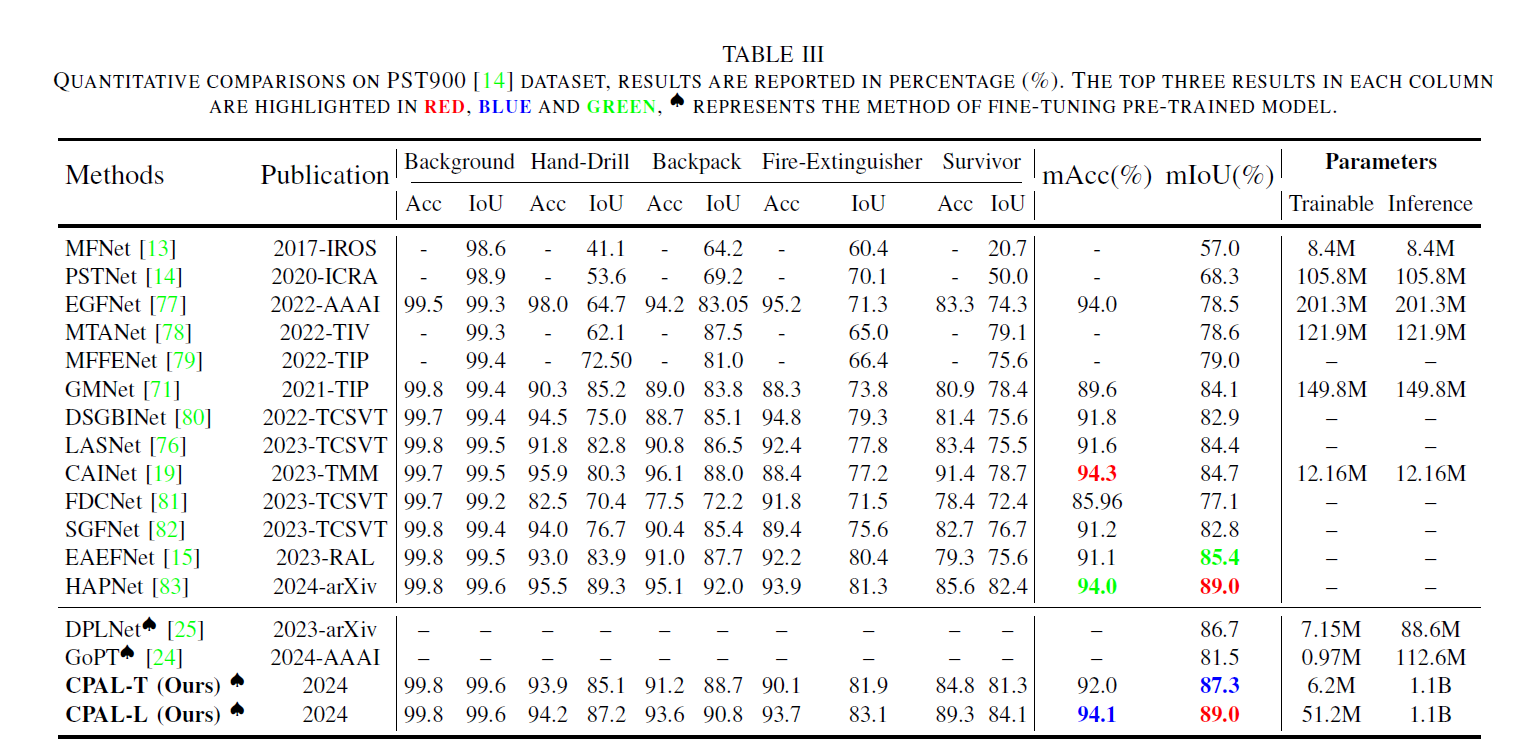 TABLE III
QUANTITATIVE COMPARISONS ON PST900 [14] DATASET, RESULTS ARE REPORTED IN PERCENTAGE (%). THE TOP THREE RESULTS IN EACH COLUMN
ARE HIGHLIGHTED IN RED, BLUE AND GREEN, ♠ REPRESENTS THE METHOD OF FINE-TUNING PRE-TRAINED MODEL.
Methods Publication Background Hand-Drill Backpack Fire-Extinguisher Survivor mAcc(%) mIoU(%) Parameters
Acc IoU Acc IoU Acc IoU Acc IoU Acc IoU Trainable Inference
MFNet [13] 2017-IROS - 98.6 - 41.1 - 64.2 - 60.4 - 20.7 - 57.0 8.4M 8.4M
PSTNet [14] 2020-ICRA - 98.9 - 53.6 - 69.2 - 70.1 - 50.0 - 68.3 105.8M 105.8M
EGFNet [77] 2022-AAAI 99.5 99.3 98.0 64.7 94.2 83.05 95.2 71.3 83.3 74.3 94.0 78.5 201.3M 201.3M
MTANet [78] 2022-TIV - 99.3 - 62.1 - 87.5 - 65.0 - 79.1 - 78.6 121.9M 121.9M
MFFENet [79] 2022-TIP - 99.4 - 72.50 - 81.0 - 66.4 - 75.6 - 79.0 – –
GMNet [71] 2021-TIP 99.8 99.4 90.3 85.2 89.0 83.8 88.3 73.8 80.9 78.4 89.6 84.1 149.8M 149.8M
DSGBINet [80] 2022-TCSVT 99.7 99.4 94.5 75.0 88.7 85.1 94.8 79.3 81.4 75.6 91.8 82.9 – –
LASNet [76] 2023-TCSVT 99.8 99.5 91.8 82.8 90.8 86.5 92.4 77.8 83.4 75.5 91.6 84.4 – –
CAINet [19] 2023-TMM 99.7 99.5 95.9 80.3 96.1 88.0 88.4 77.2 91.4 78.7 94.3 84.7 12.16M 12.16M
FDCNet [81] 2023-TCSVT 99.7 99.2 82.5 70.4 77.5 72.2 91.8 71.5 78.4 72.4 85.96 77.1 – –
SGFNet [82] 2023-TCSVT 99.8 99.4 94.0 76.7 90.4 85.4 89.4 75.6 82.7 76.7 91.2 82.8 – –
EAEFNet [15] 2023-RAL 99.8 99.5 93.0 83.9 91.0 87.7 92.2 80.4 79.3 75.6 91.1 85.4 – –
HAPNet [83] 2024-arXiv 99.8 99.6 95.5 89.3 95.1 92.0 93.9 81.3 85.6 82.4 94.0 89.0 – –
DPLNet♠ [25] 2023-arXiv – – – – – – – – – – – 86.7 7.15M 88.6M
GoPT♠ [24] 2024-AAAI – – – – – – – – – – – 81.5 0.97M 112.6M
CPAL-T (Ours) ♠ 2024 99.8 99.6 93.9 85.1 91.2 88.7 90.1 81.9 84.8 81.3 92.0 87.3 6.2M 1.1B
CPAL-L (Ours) ♠ 2024 99.8 99.6 94.2 87.2 93.6 90.8 93.7 83.1 89.3 84.1 94.1 89.0 51.2M 1.1B